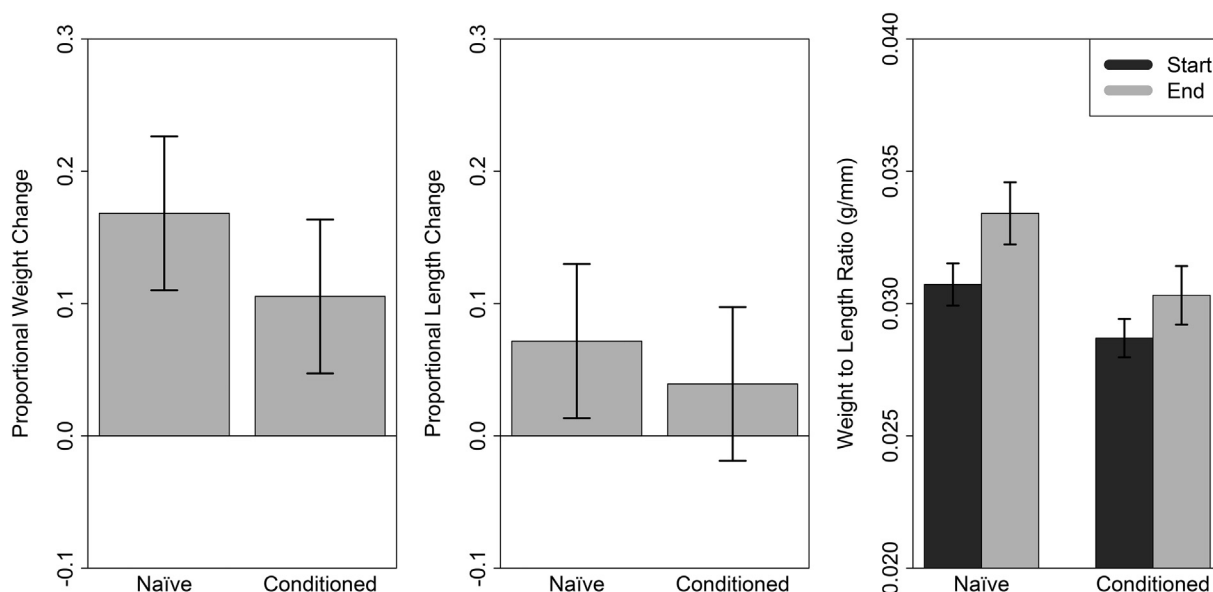 Proportional Weight Change
0.3
0.2
0.1
0.0
-0.1
Naïve Conditioned
Proportional Length Change
0.3
0.2
0.1
0.0
-0.1
Naïve Conditioned
Weight to Length Ratio (g/mm)
0.040
0.035
0.030
0.025
0.020
Start
End
Naïve Conditioned